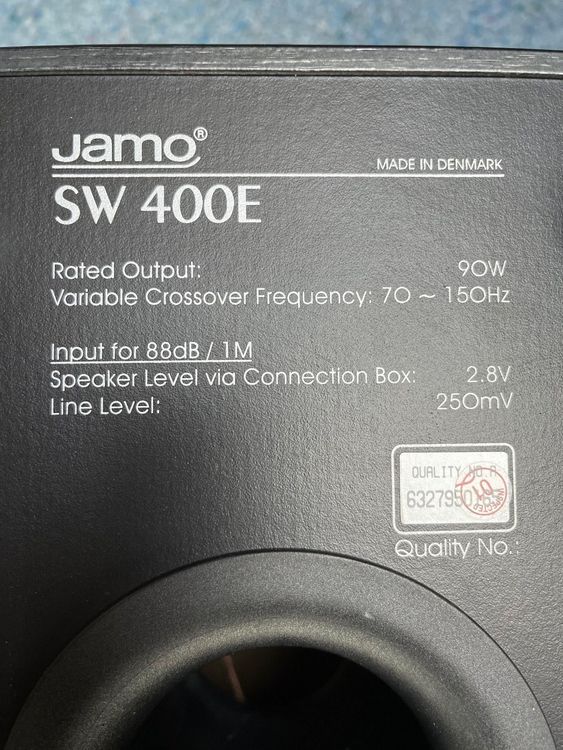 Jamo®
MADE IN DENMARK
SW 400E
Rated Output: 90W
Variable Crossover Frequency: 70 ~ 150Hz
Input for 88dB / 1M
Speaker Level via Connection Box: 2.8V
Line Level: 250mV
QUALITY NO.A
INSPECTED
Quality No.: